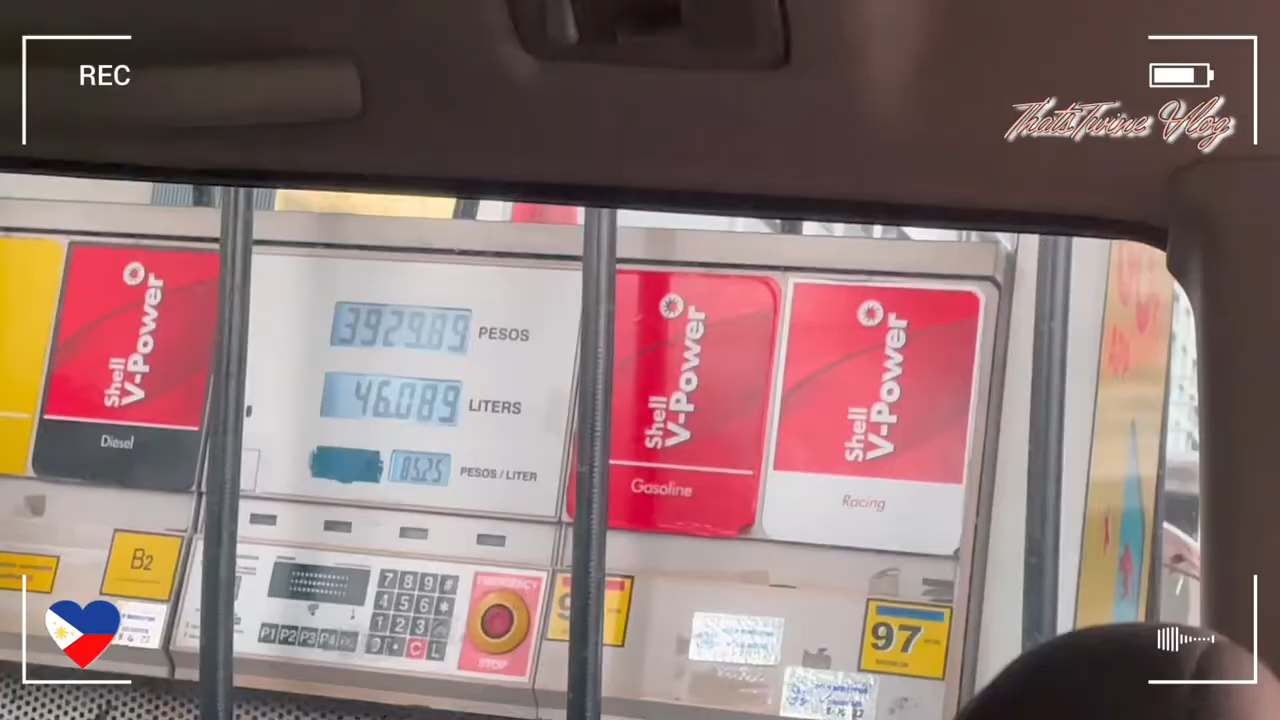 REC
ThatsTwine Vlog
Shell
V-Power
Diesel
3929.89 PESOS
46.089 LITERS
85.25 PESOS / LITER
Shell
V-Power
Gasoline
Shell
V-Power
Racing
B2
7 8 9 #
4 5 6 *
1 2 3
0 • C L
P1 P2 P3 P4
EMERGENCY
STOP
9
97